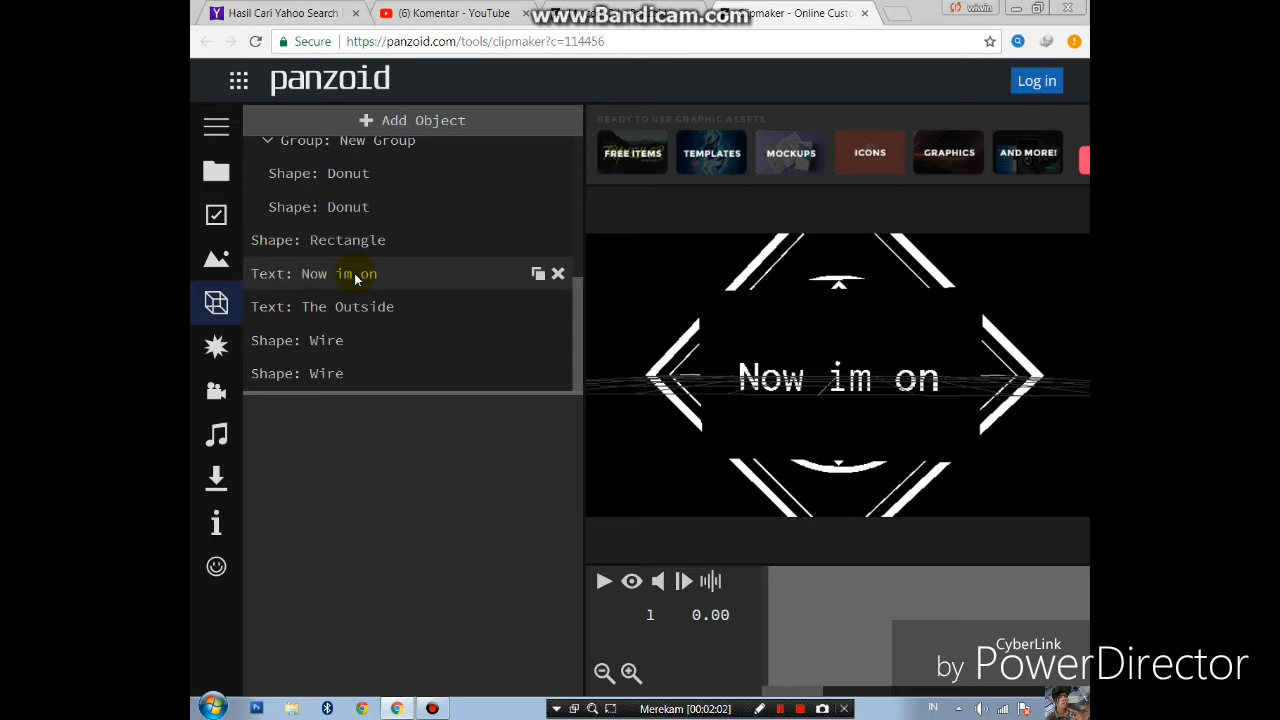 www.Bandicam.com
Hasil Cari Yahoo Search
(6) Komentar - YouTube
Clipmaker - Online Custo
wiwin
Secure
https://panzoid.com/tools/clipmaker?c=114456
panzoid
Log in
Add Object
Group: New Group
Shape: Donut
Shape: Donut
Shape: Rectangle
Text: Now im on
Text: The Outside
Shape: Wire
Shape: Wire
READY TO USE GRAPHIC ASSETS
FREE ITEMS
TEMPLATES
MOCKUPS
ICONS
GRAPHICS
AND MORE!
Now im on
1 0.00
CyberLink
by PowerDirector
Merekam [00:02:02]
IN